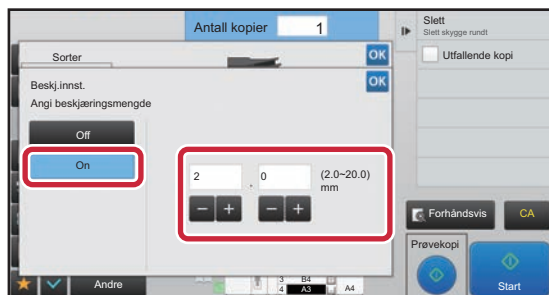 Antall kopier 1
Slett
Slett skygge rundt
Utfallende kopi
Sorter
OK
Beskj.innst.
OK
Angi beskjæringsmengde
Off
On
2 . 0 (2.0~20.0)
mm
Forhåndsvis
CA
Prøvekopi
Start
Andre
3 B4
4 A3
A4